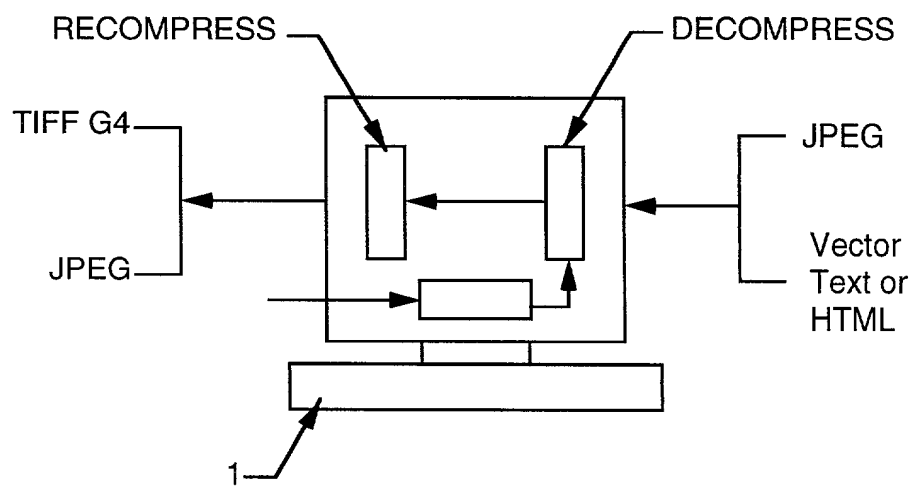 RECOMPRESS
DECOMPRESS
TIFF G4
JPEG
JPEG
Vector
Text or
HTML
1